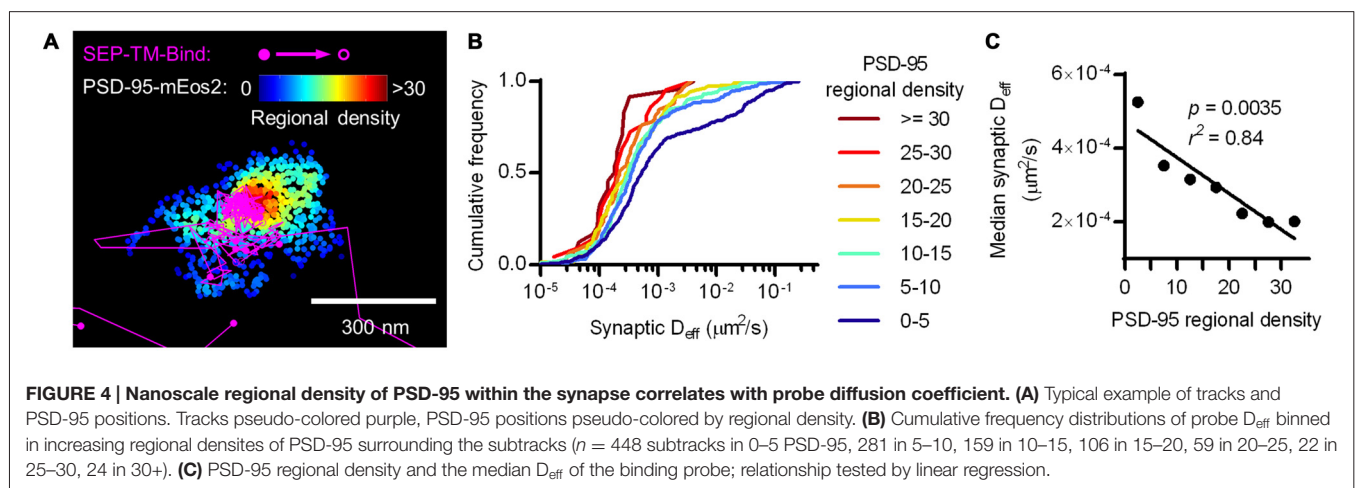 A
SEP-TM-Bind:
PSD-95-mEos2: 0 >30
Regional density
300 nm
B
Cumulative frequency
1.0
0.5
0.0
10⁻⁵ 10⁻⁴ 10⁻³ 10⁻² 10⁻¹
Synaptic D_eff (μm²/s)
PSD-95
regional density
>= 30
25-30
20-25
15-20
10-15
5-10
0-5
C
Median synaptic D_eff
(μm²/s)
6×10⁻⁴
4×10⁻⁴
2×10⁻⁴
p = 0.0035
r² = 0.84
0 10 20 30
PSD-95 regional density
FIGURE 4 | Nanoscale regional density of PSD-95 within the synapse correlates with probe diffusion coefficient. (A) Typical example of tracks and
PSD-95 positions. Tracks pseudo-colored purple, PSD-95 positions pseudo-colored by regional density. (B) Cumulative frequency distributions of probe D_eff binned
in increasing regional densites of PSD-95 surrounding the subtracks (n = 448 subtracks in 0–5 PSD-95, 281 in 5–10, 159 in 10–15, 106 in 15–20, 59 in 20–25, 22 in
25–30, 24 in 30+). (C) PSD-95 regional density and the median D_eff of the binding probe; relationship tested by linear regression.